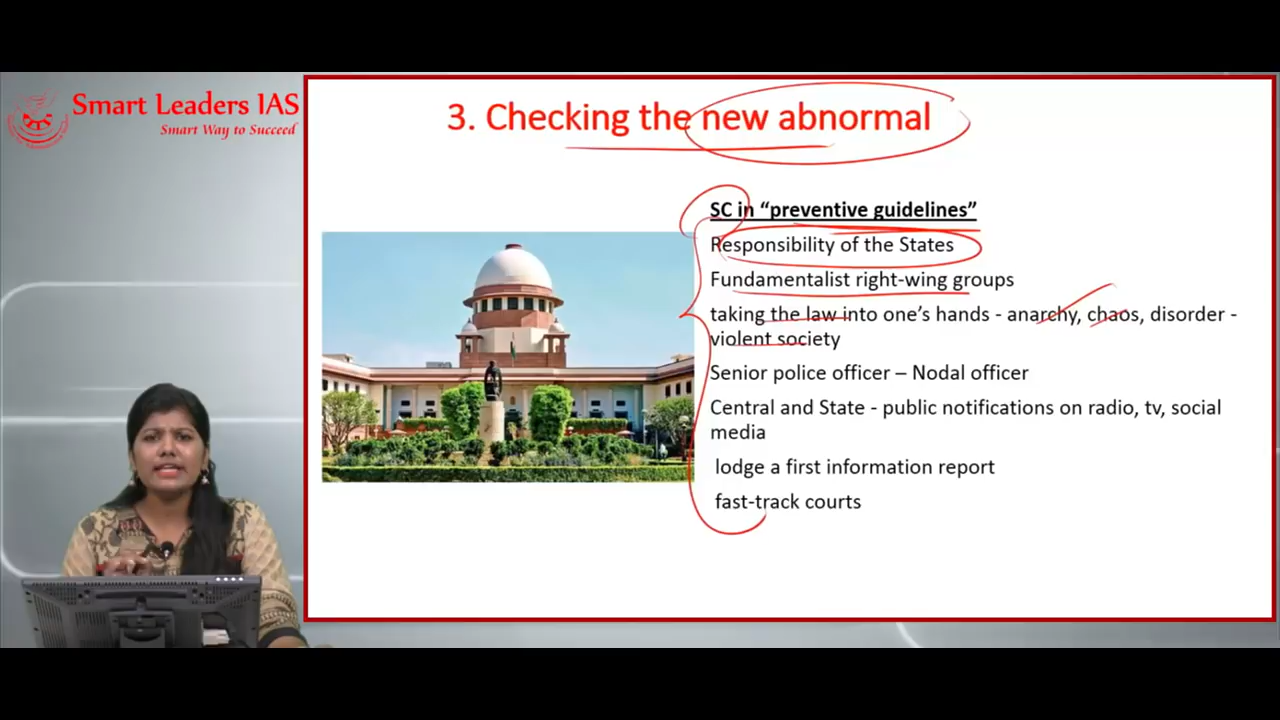 Smart Leaders IAS
Smart Way to Succeed
3. Checking the new abnormal
SC in “preventive guidelines”
Responsibility of the States
Fundamentalist right-wing groups
taking the law into one’s hands - anarchy, chaos, disorder -
violent society
Senior police officer – Nodal officer
Central and State - public notifications on radio, tv, social
media
lodge a first information report
fast-track courts